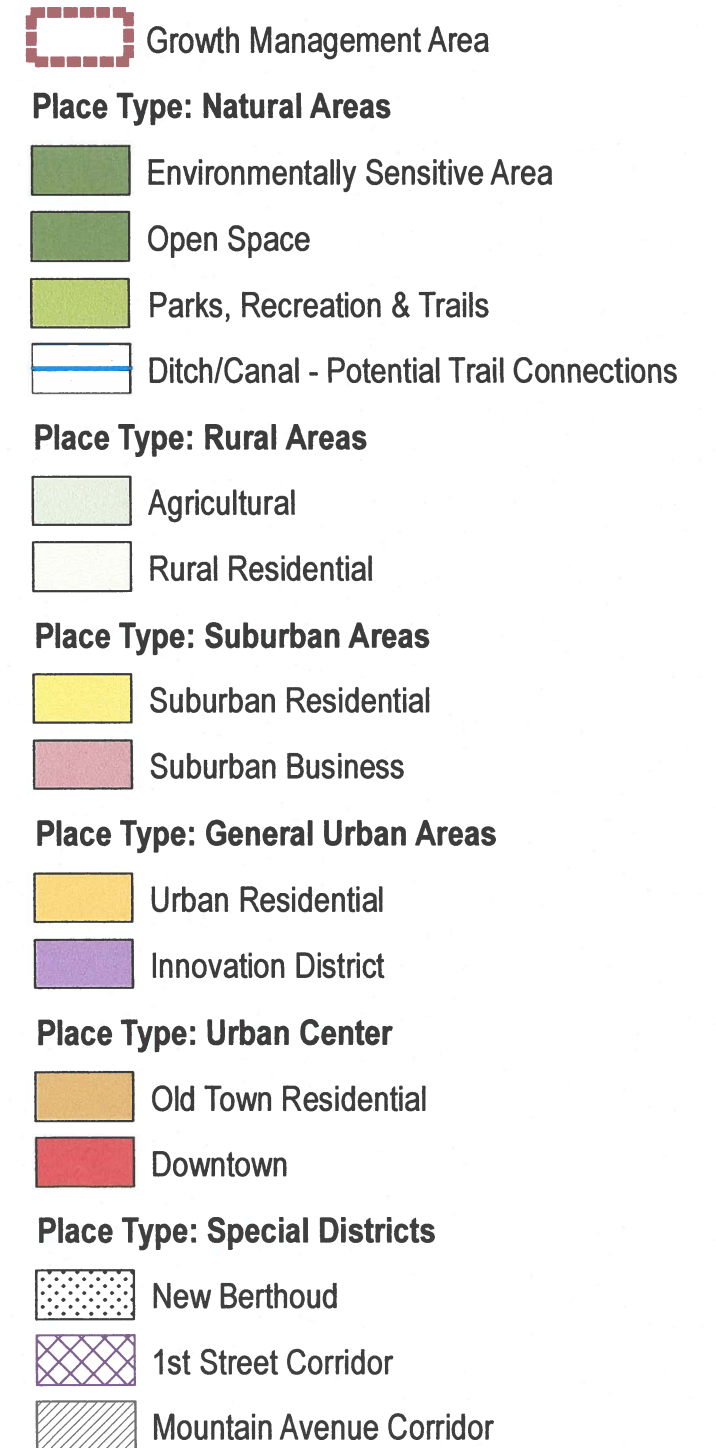 Growth Management Area
Place Type: Natural Areas
Environmentally Sensitive Area
Open Space
Parks, Recreation & Trails
Ditch/Canal - Potential Trail Connections
Place Type: Rural Areas
Agricultural
Rural Residential
Place Type: Suburban Areas
Suburban Residential
Suburban Business
Place Type: General Urban Areas
Urban Residential
Innovation District
Place Type: Urban Center
Old Town Residential
Downtown
Place Type: Special Districts
New Berthoud
1st Street Corridor
Mountain Avenue Corridor